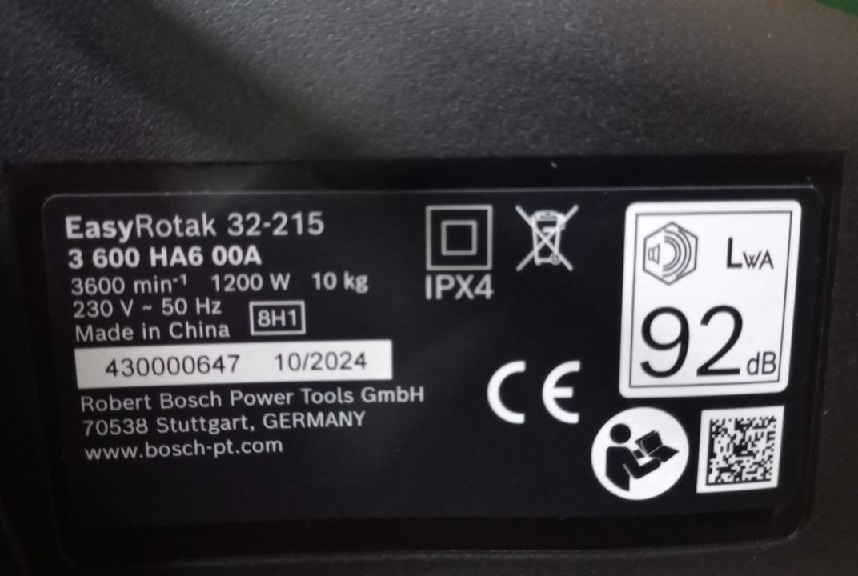 EasyRotak 32-215
3 600 HA6 00A
3600 min⁻¹ 1200 W 10 kg
230 V ~ 50 Hz
Made in China 8H1
430000647 10/2024
Robert Bosch Power Tools GmbH
70538 Stuttgart, GERMANY
www.bosch-pt.com
IPX4
CE
LWA
92 dB